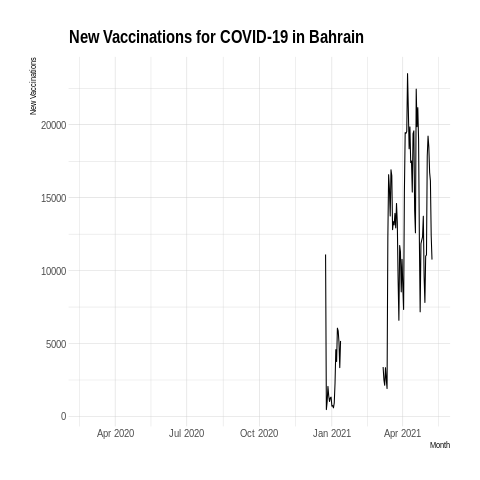 New Vaccinations for COVID-19 in Bahrain
New Vaccinations
20000
15000
10000
5000
0
Apr 2020 Jul 2020 Oct 2020 Jan 2021 Apr 2021
Month